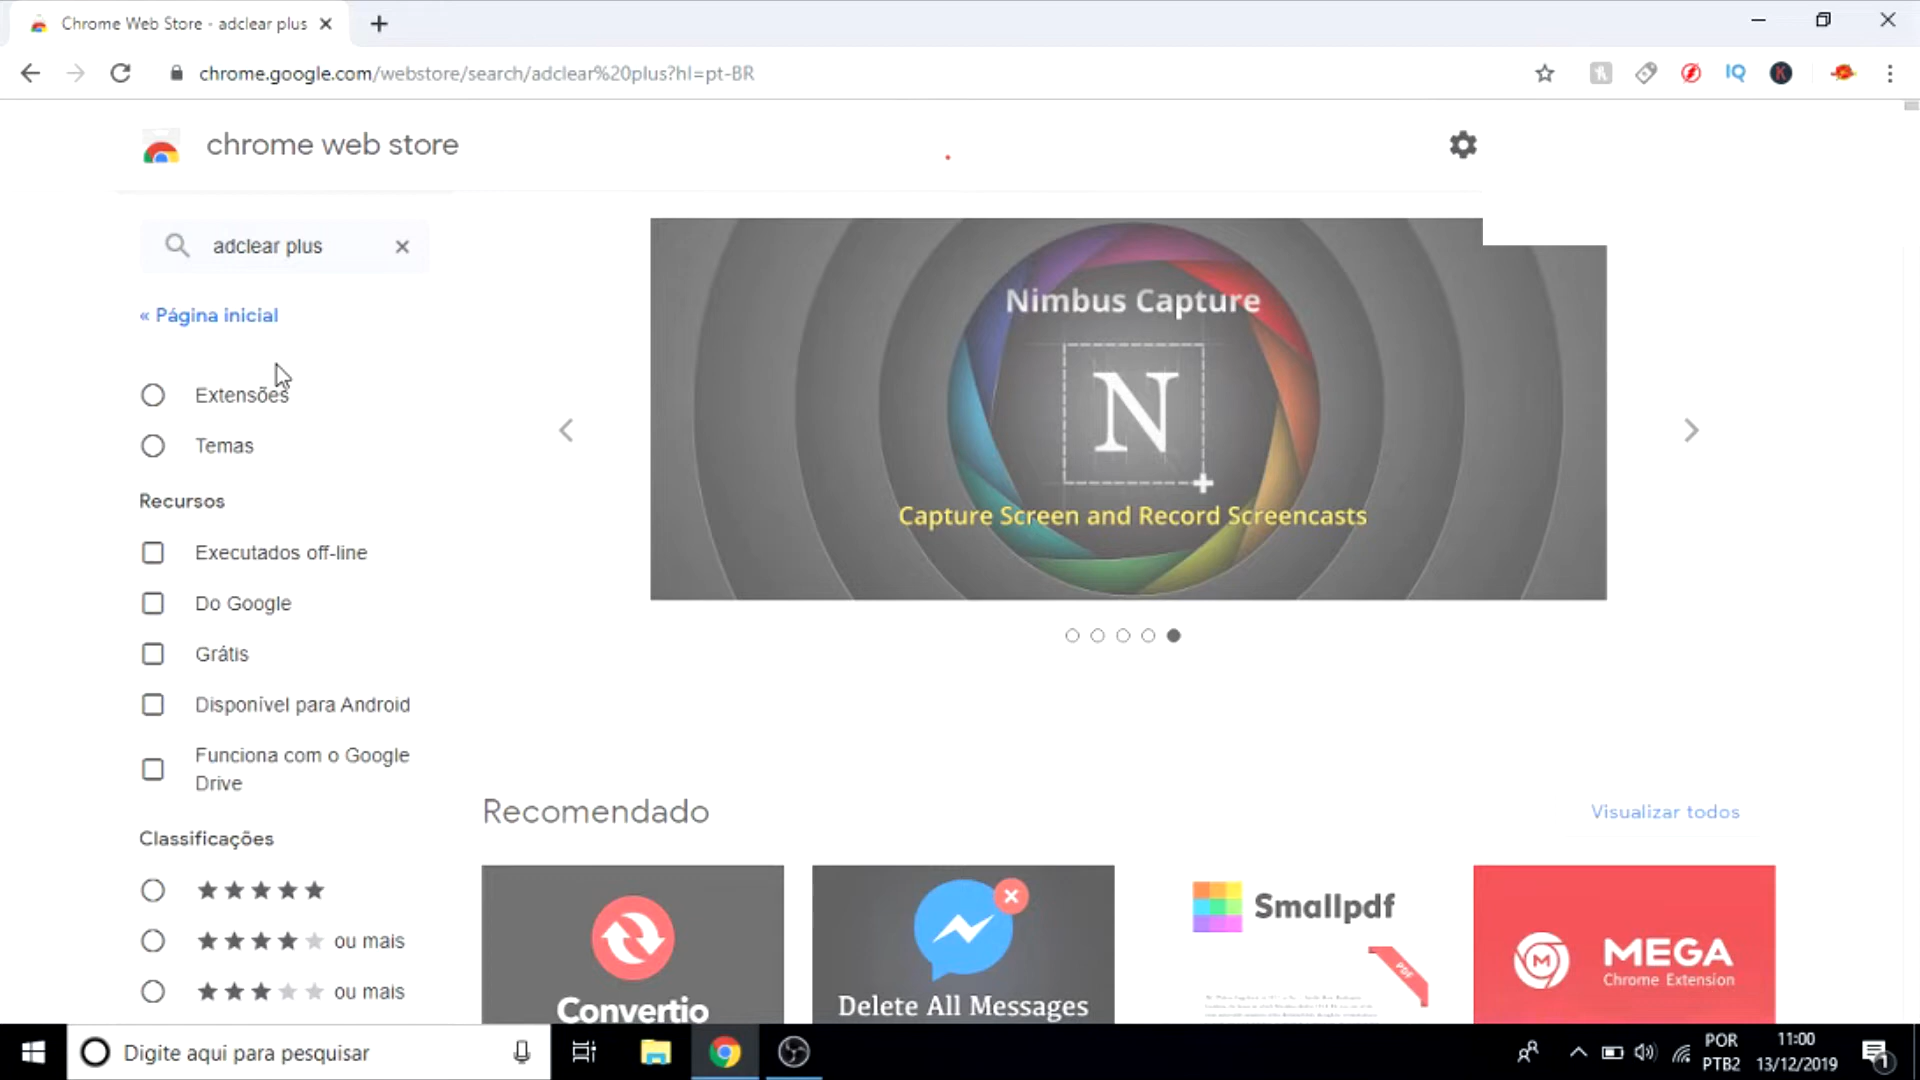 Chrome Web Store - adclear plus
chrome.google.com/webstore/search/adclear%20plus?hl=pt-BR
IQ
K
chrome web store
adclear plus
« Página inicial
Extensões
Temas
Recursos
Executados off-line
Do Google
Grátis
Disponível para Android
Funciona com o Google
Drive
Classificações
ou mais
ou mais
Nimbus Capture
N
Capture Screen and Record Screencasts
Recomendado
Visualizar todos
Convertio
Delete All Messages
Smallpdf
PDF
M
MEGA
Chrome Extension
Digite aqui para pesquisar
POR
PTB2
11:00
13/12/2019
1